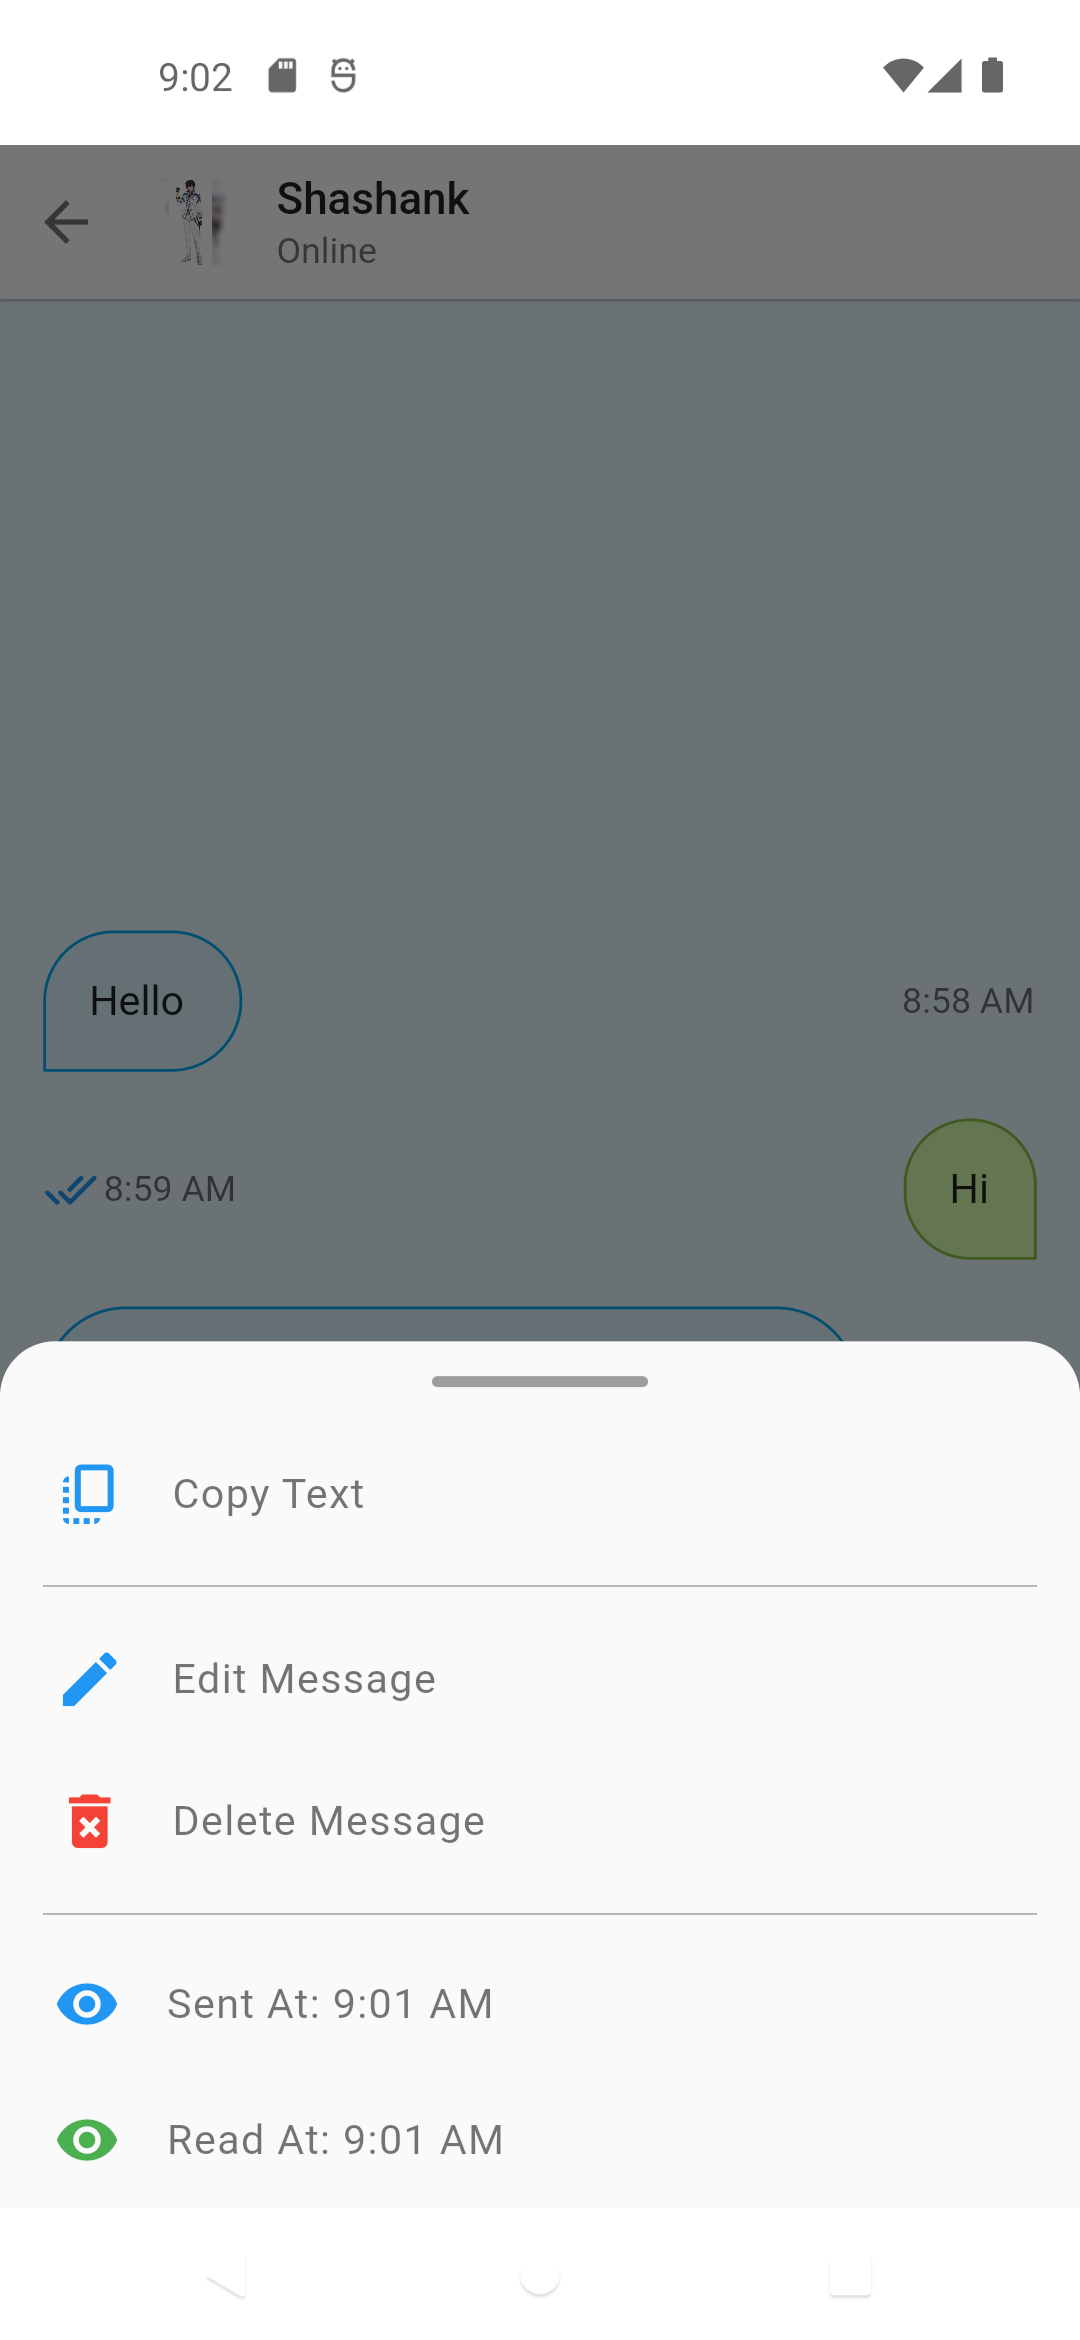 9:02
Shashank
Online
Hello
8:58 AM
8:59 AM
Hi
Copy Text
Edit Message
Delete Message
Sent At: 9:01 AM
Read At: 9:01 AM